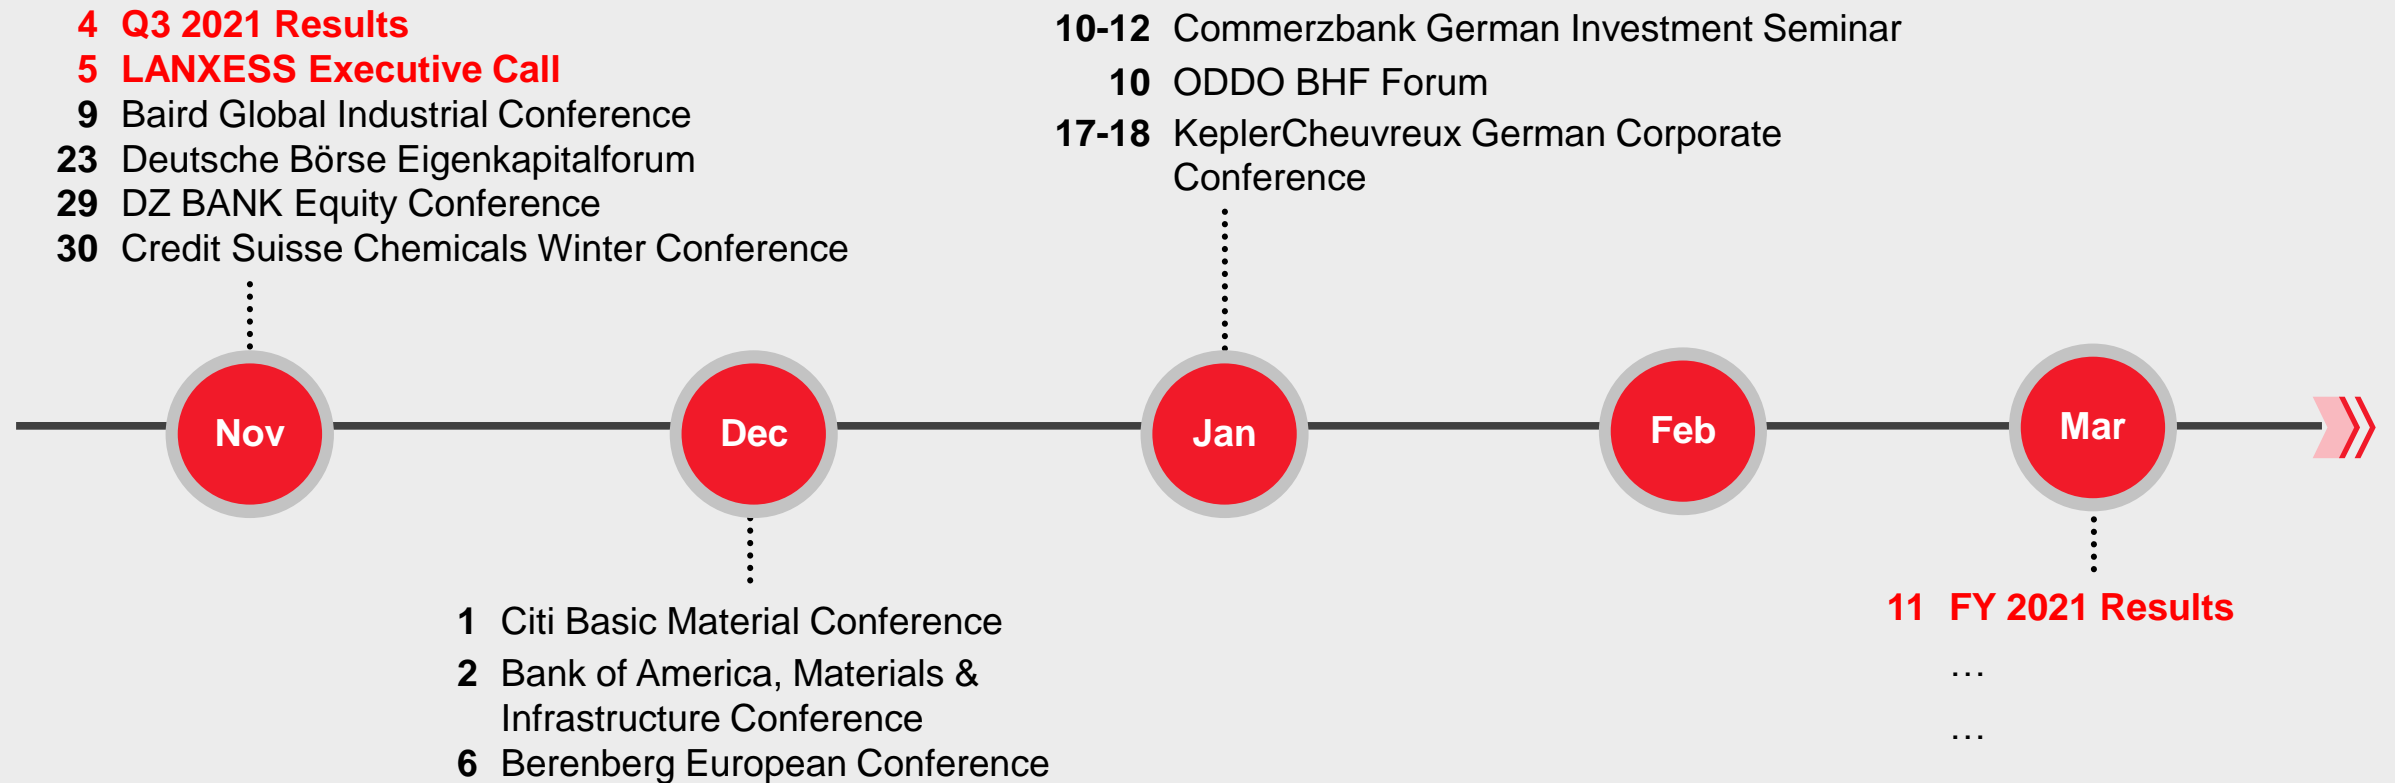 4 Q3 2021 Results
5 LANXESS Executive Call
9 Baird Global Industrial Conference
23 Deutsche Börse Eigenkapitalforum
29 DZ BANK Equity Conference
30 Credit Suisse Chemicals Winter Conference
10-12 Commerzbank German Investment Seminar
10 ODDO BHF Forum
17-18 KeplerCheuvreux German Corporate
Conference
Nov
Dec
Jan
Feb
Mar
1 Citi Basic Material Conference
2 Bank of America, Materials &
Infrastructure Conference
6 Berenberg European Conference
11 FY 2021 Results
…
…